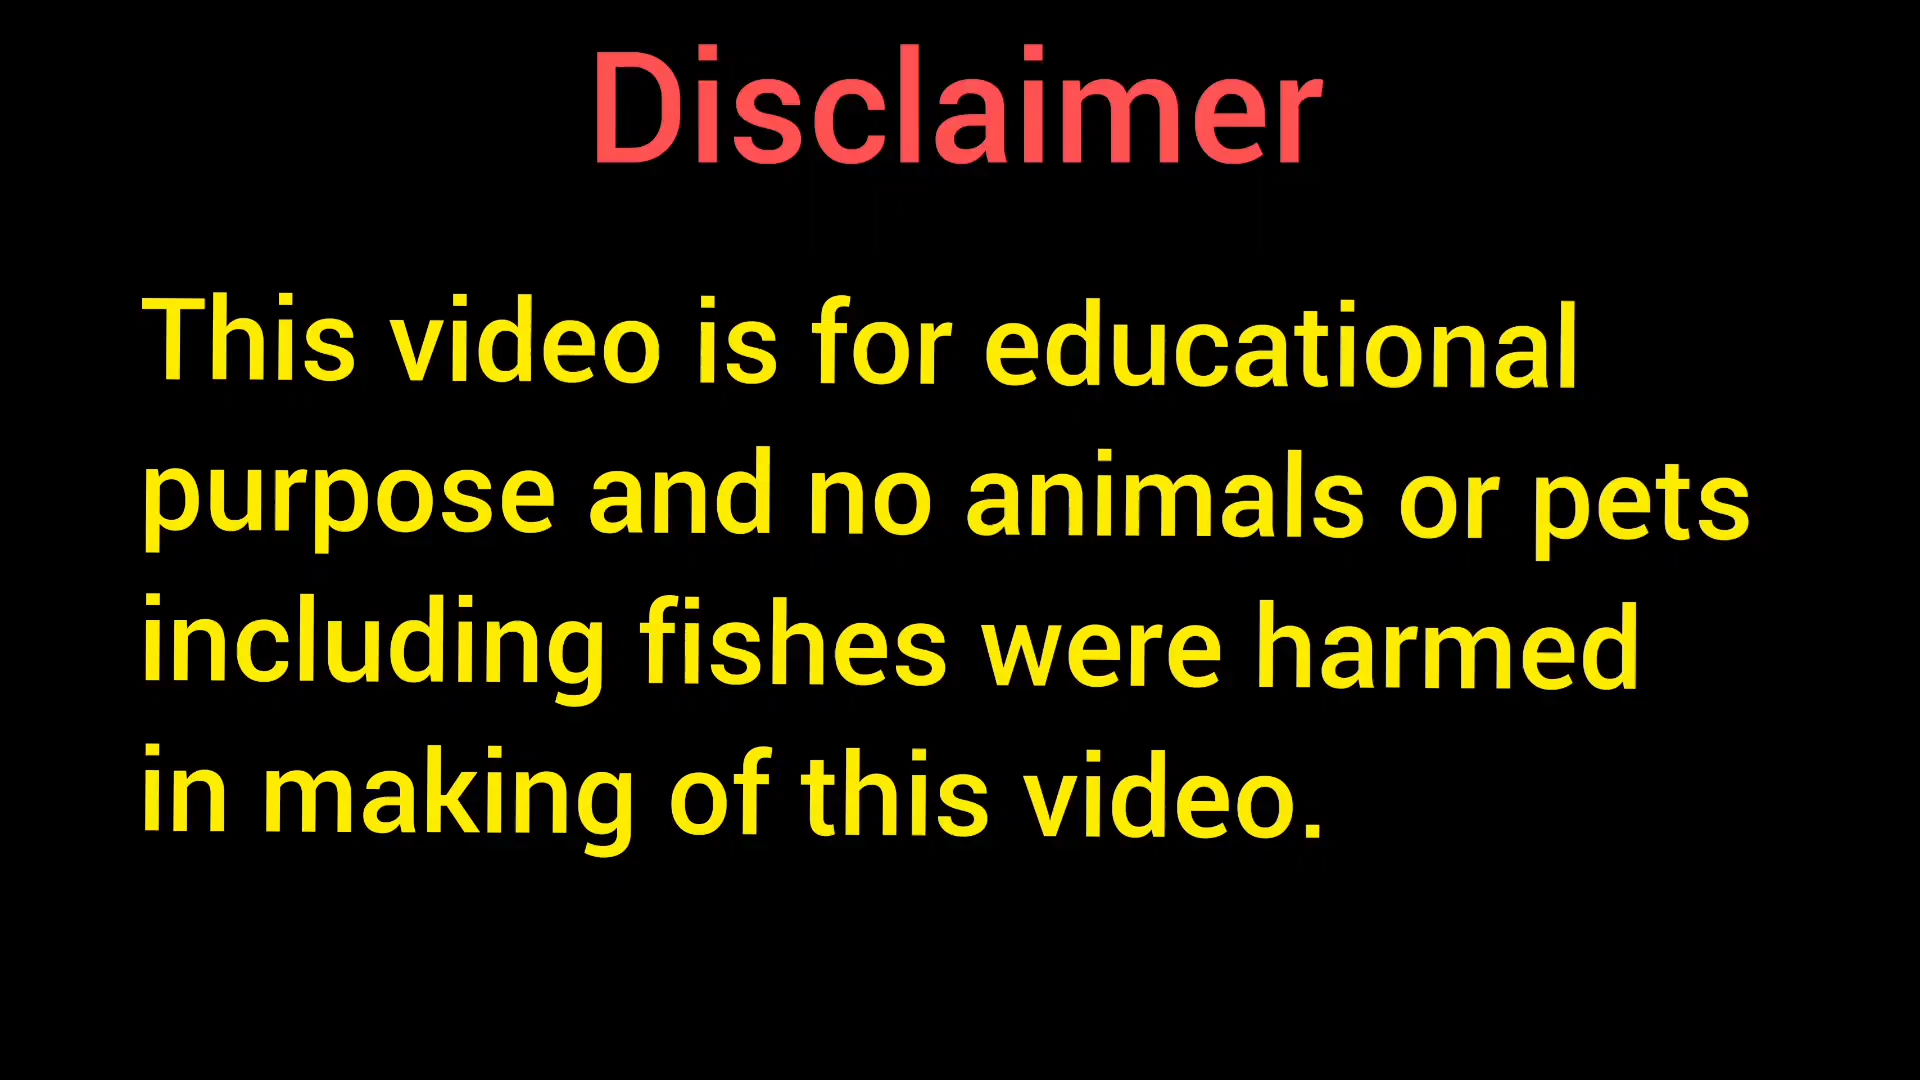 Disclaimer
This video is for educational
purpose and no animals or pets
including fishes were harmed
in making of this video.